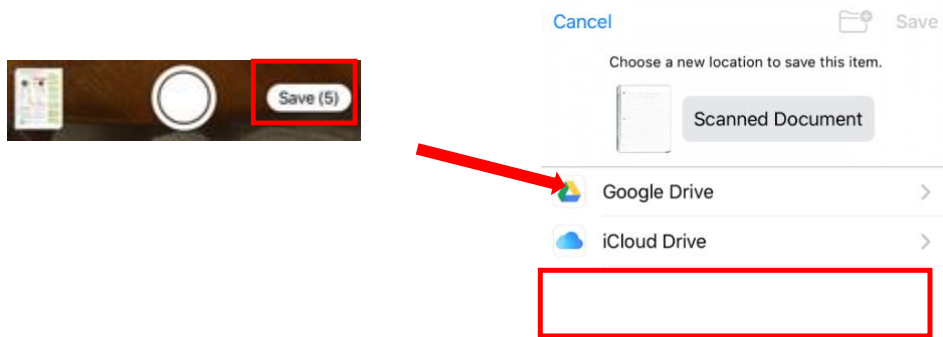 Save (5)
Cancel
Save
Choose a new location to save this item.
Scanned Document
Google Drive
iCloud Drive